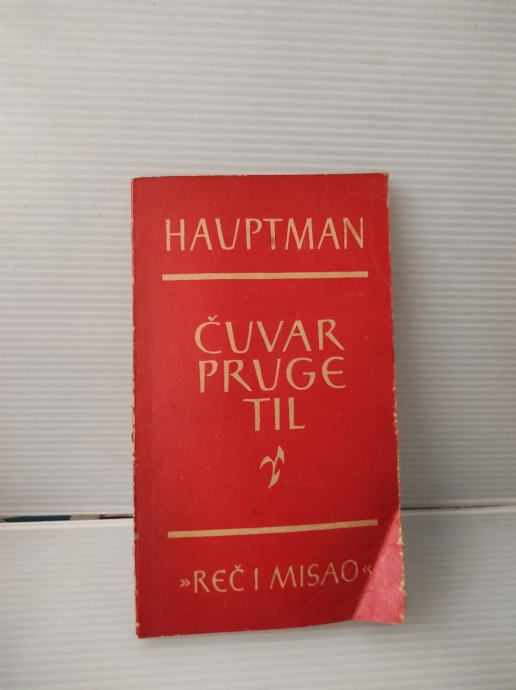 HAUPTMAN
ČUVAR
PRUGE
TIL
»REČ I MISAO«